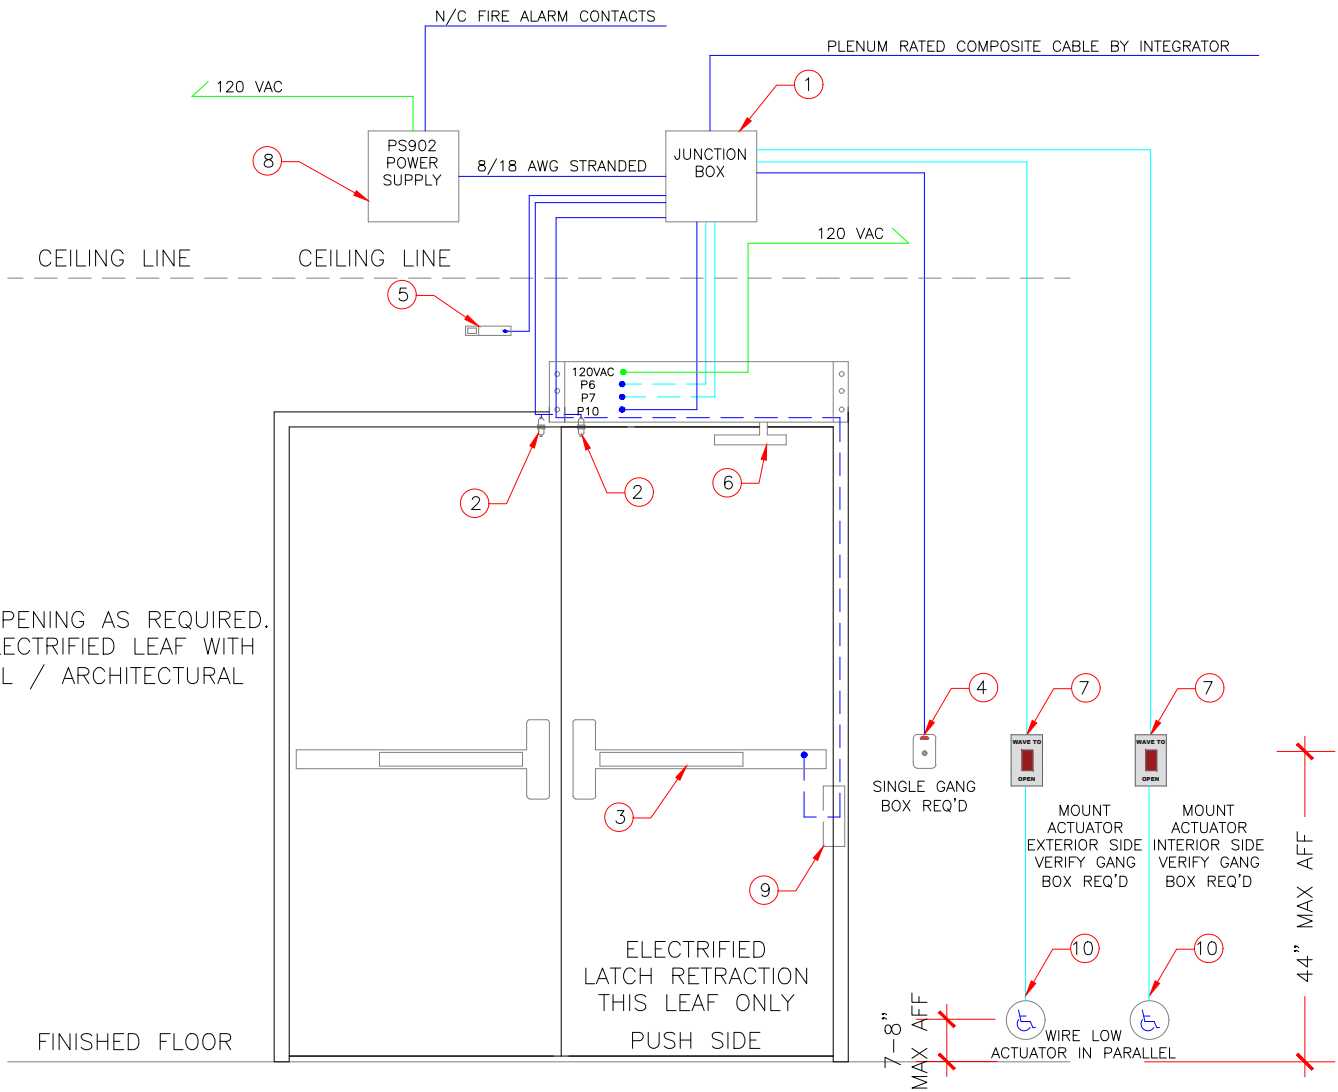 N/C FIRE ALARM CONTACTS
PLENUM RATED COMPOSITE CABLE BY INTEGRATOR
120 VAC
1
PS902
POWER
SUPPLY
8
8/18 AWG STRANDED
JUNCTION
BOX
120 VAC
CEILING LINE
CEILING LINE
5
120VAC
P6
P7
P10
2
2
6
PENING AS REQUIRED.
ECTRIFIED LEAF WITH
L / ARCHITECTURAL
4
7
7
WAVE TO
OPEN
WAVE TO
OPEN
SINGLE GANG
BOX REQ'D
3
9
MOUNT
ACTUATOR
EXTERIOR SIDE
VERIFY GANG
BOX REQ'D
MOUNT
ACTUATOR
INTERIOR SIDE
VERIFY GANG
BOX REQ'D
44" MAX AFF
ELECTRIFIED
LATCH RETRACTION
THIS LEAF ONLY
PUSH SIDE
10
10
7-8"
MAX AFF
WIRE LOW
ACTUATOR IN PARALLEL
FINISHED FLOOR